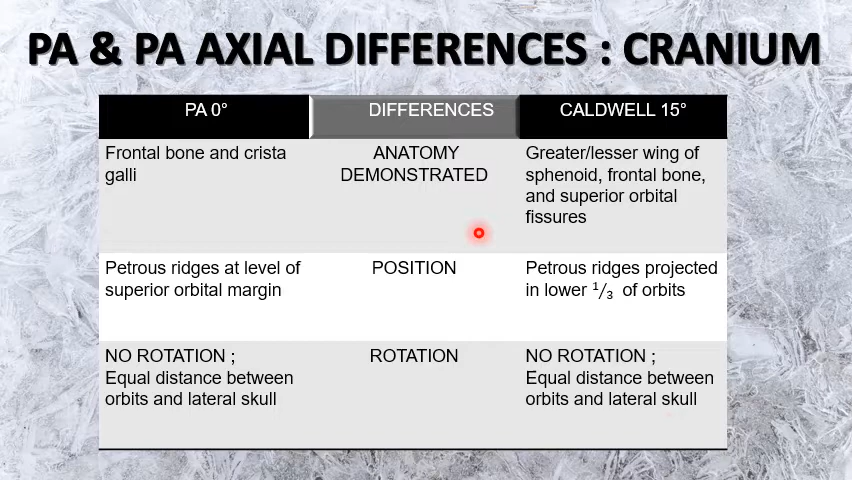 PA & PA AXIAL DIFFERENCES : CRANIUM
PA 0°
DIFFERENCES
CALDWELL 15°
Frontal bone and crista
galli
ANATOMY
DEMONSTRATED
Greater/lesser wing of
sphenoid, frontal bone,
and superior orbital
fissures
Petrous ridges at level of
superior orbital margin
POSITION
Petrous ridges projected
in lower 1/3 of orbits
NO ROTATION ;
Equal distance between
orbits and lateral skull
ROTATION
NO ROTATION ;
Equal distance between
orbits and lateral skull